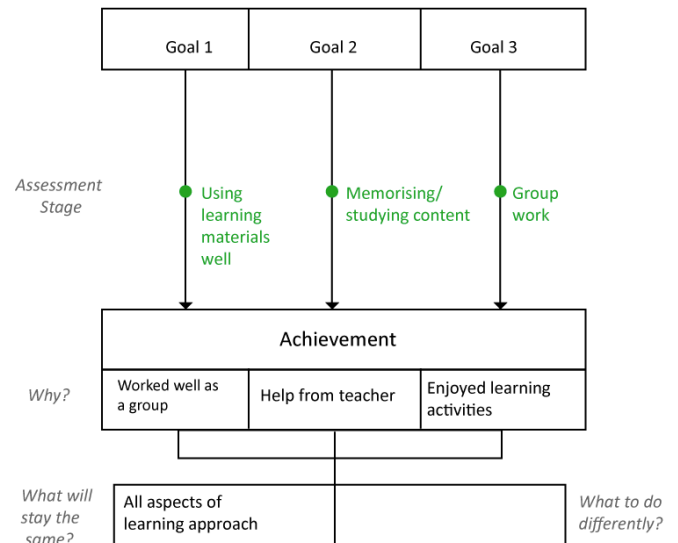 Goal 1
Goal 2
Goal 3
Assessment
Stage
Using
learning
materials
well
Memorising/
studying content
Group
work
Achievement
Why?
Worked well as
a group
Help from teacher
Enjoyed learning
activities
What will
stay the
same?
All aspects of
learning approach
What to do
differently?